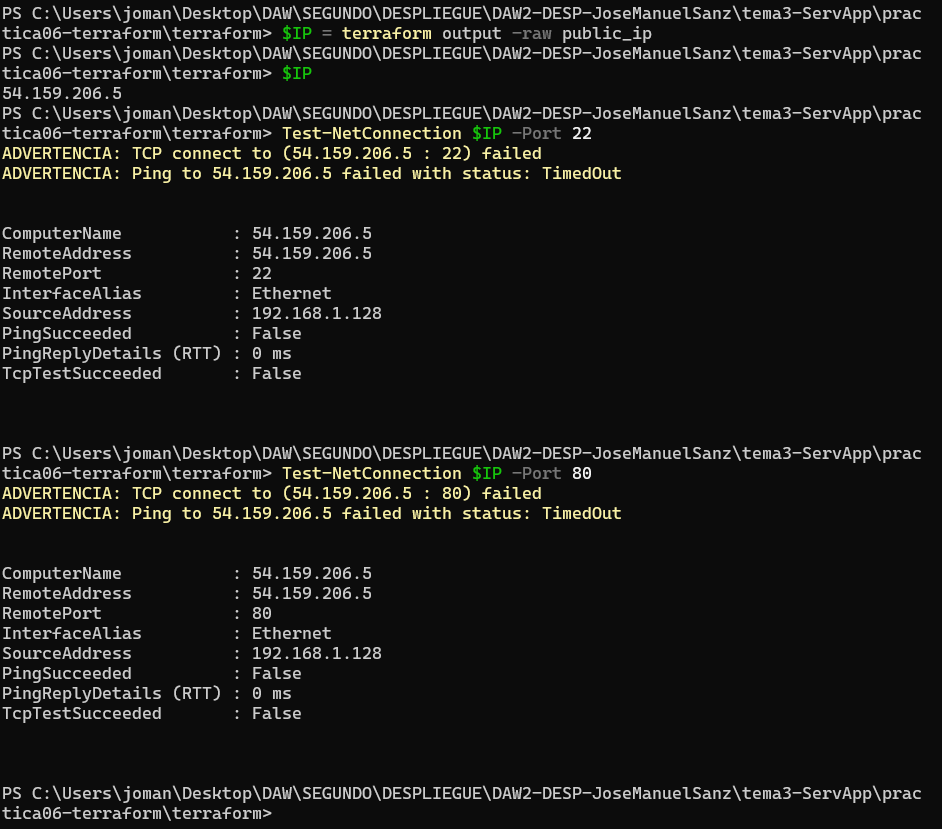 PS C:\Users\joman\Desktop\DAW\SEGUNDO\DESPLIEGUE\DAW2-DESP-JoseManuelSanz\tema3-ServApp\prac
tica06-terraform\terraform> $IP = terraform output -raw public_ip
PS C:\Users\joman\Desktop\DAW\SEGUNDO\DESPLIEGUE\DAW2-DESP-JoseManuelSanz\tema3-ServApp\prac
tica06-terraform\terraform> $IP
54.159.206.5
PS C:\Users\joman\Desktop\DAW\SEGUNDO\DESPLIEGUE\DAW2-DESP-JoseManuelSanz\tema3-ServApp\prac
tica06-terraform\terraform> Test-NetConnection $IP -Port 22
ADVERTENCIA: TCP connect to (54.159.206.5 : 22) failed
ADVERTENCIA: Ping to 54.159.206.5 failed with status: TimedOut
ComputerName           : 54.159.206.5
RemoteAddress          : 54.159.206.5
RemotePort             : 22
InterfaceAlias         : Ethernet
SourceAddress          : 192.168.1.128
PingSucceeded          : False
PingReplyDetails (RTT) : 0 ms
TcpTestSucceeded       : False
PS C:\Users\joman\Desktop\DAW\SEGUNDO\DESPLIEGUE\DAW2-DESP-JoseManuelSanz\tema3-ServApp\prac
tica06-terraform\terraform> Test-NetConnection $IP -Port 80
ADVERTENCIA: TCP connect to (54.159.206.5 : 80) failed
ADVERTENCIA: Ping to 54.159.206.5 failed with status: TimedOut
ComputerName           : 54.159.206.5
RemoteAddress          : 54.159.206.5
RemotePort             : 80
InterfaceAlias         : Ethernet
SourceAddress          : 192.168.1.128
PingSucceeded          : False
PingReplyDetails (RTT) : 0 ms
TcpTestSucceeded       : False
PS C:\Users\joman\Desktop\DAW\SEGUNDO\DESPLIEGUE\DAW2-DESP-JoseManuelSanz\tema3-ServApp\prac
tica06-terraform\terraform>